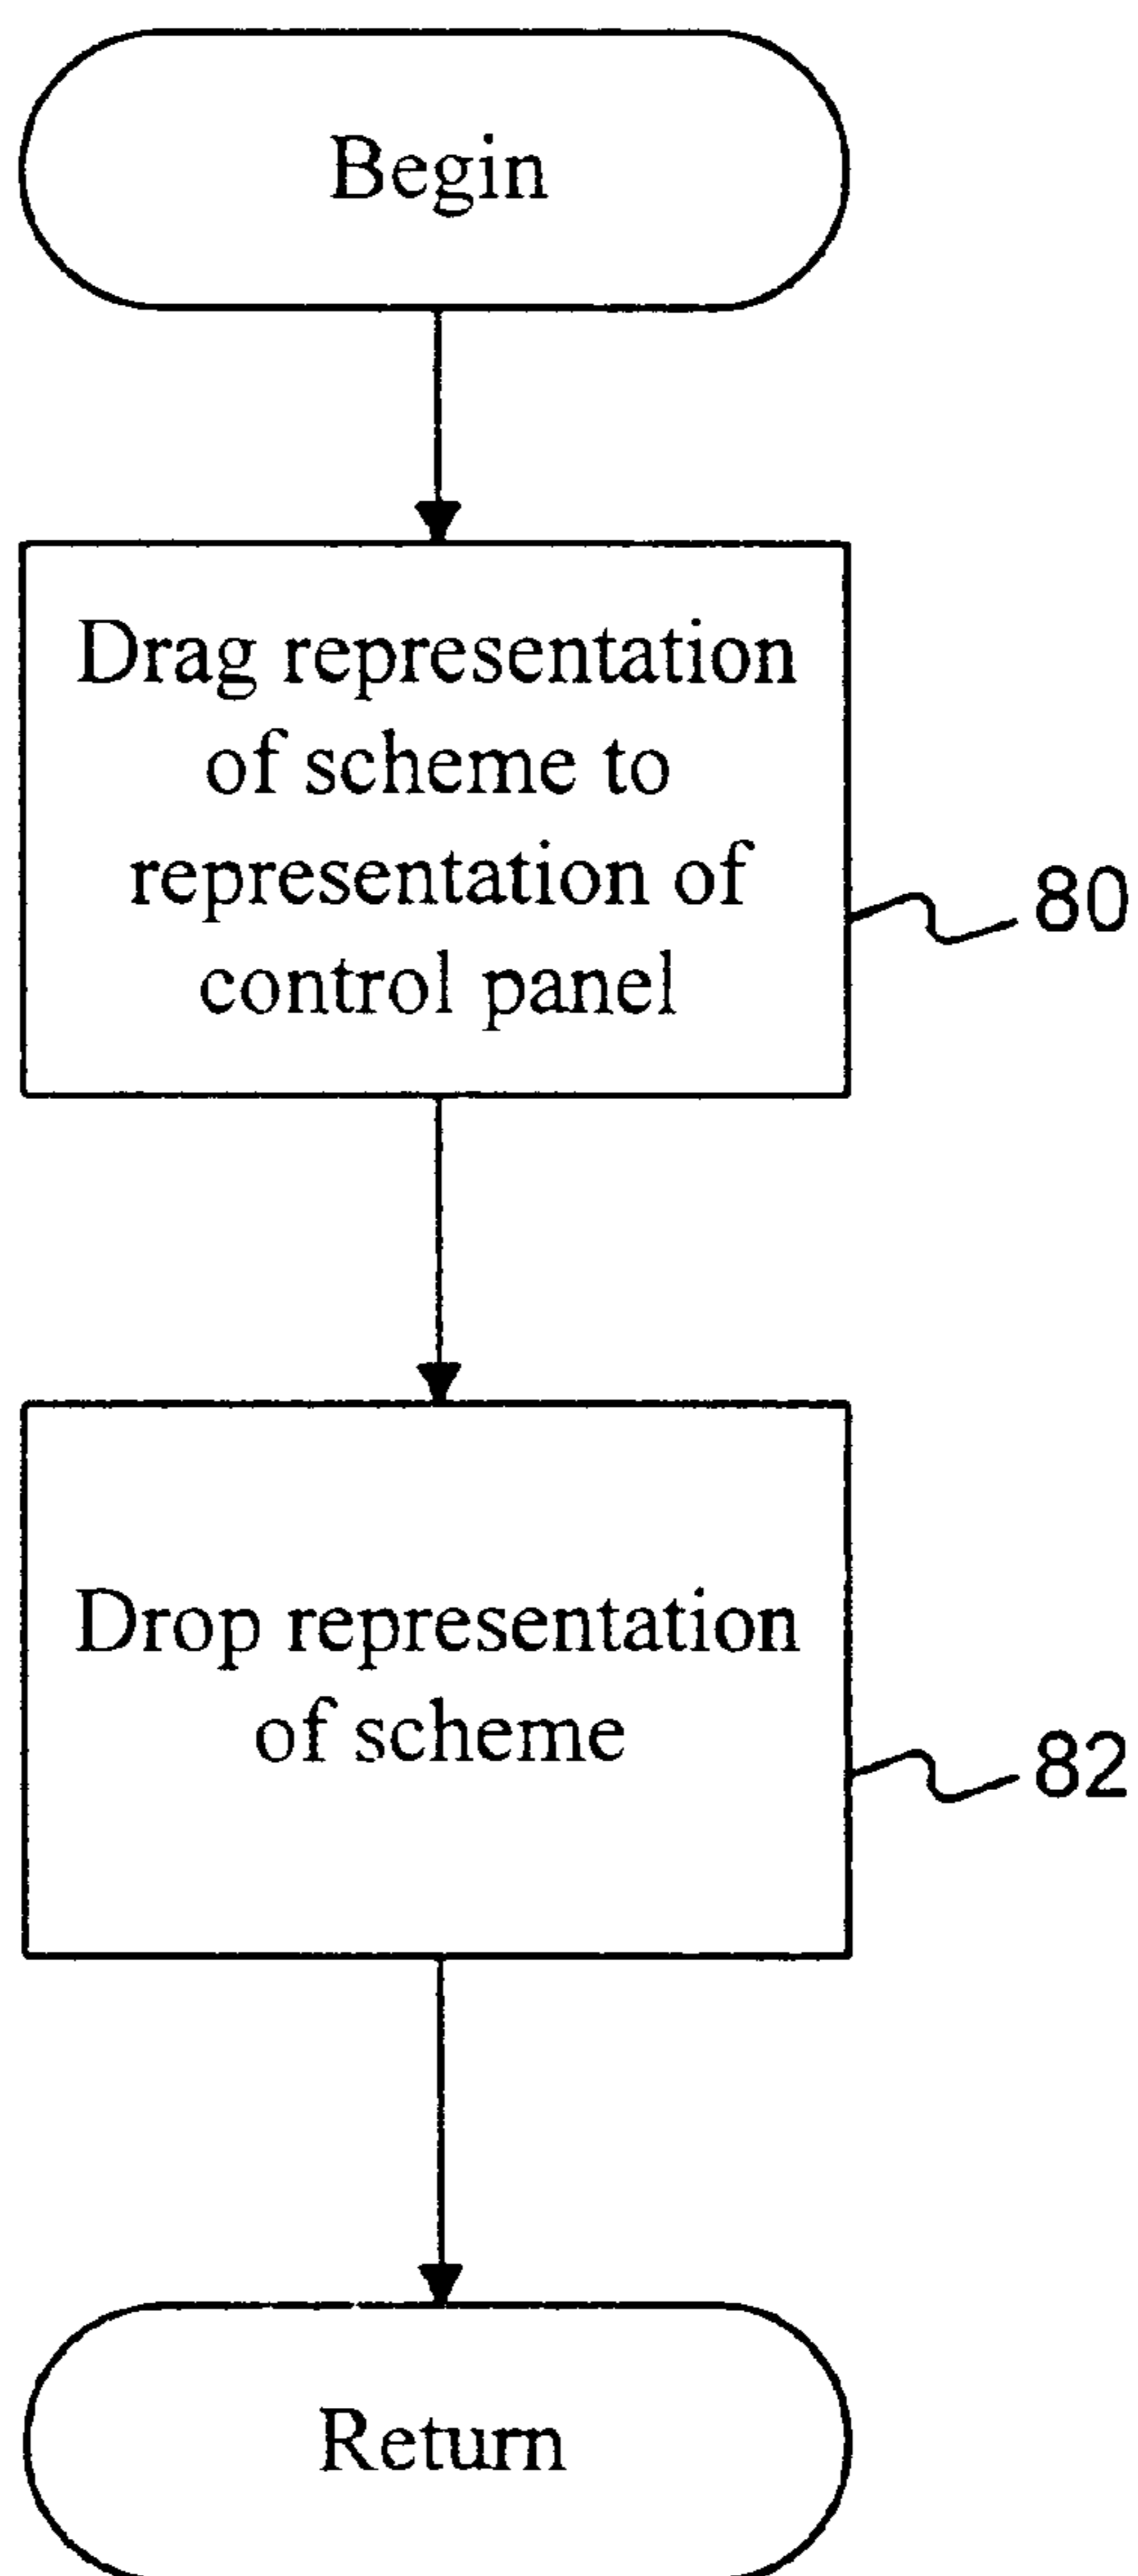 Begin
Drag representation
of scheme to
representation of
control panel
80
Drop representation
of scheme
82
Return